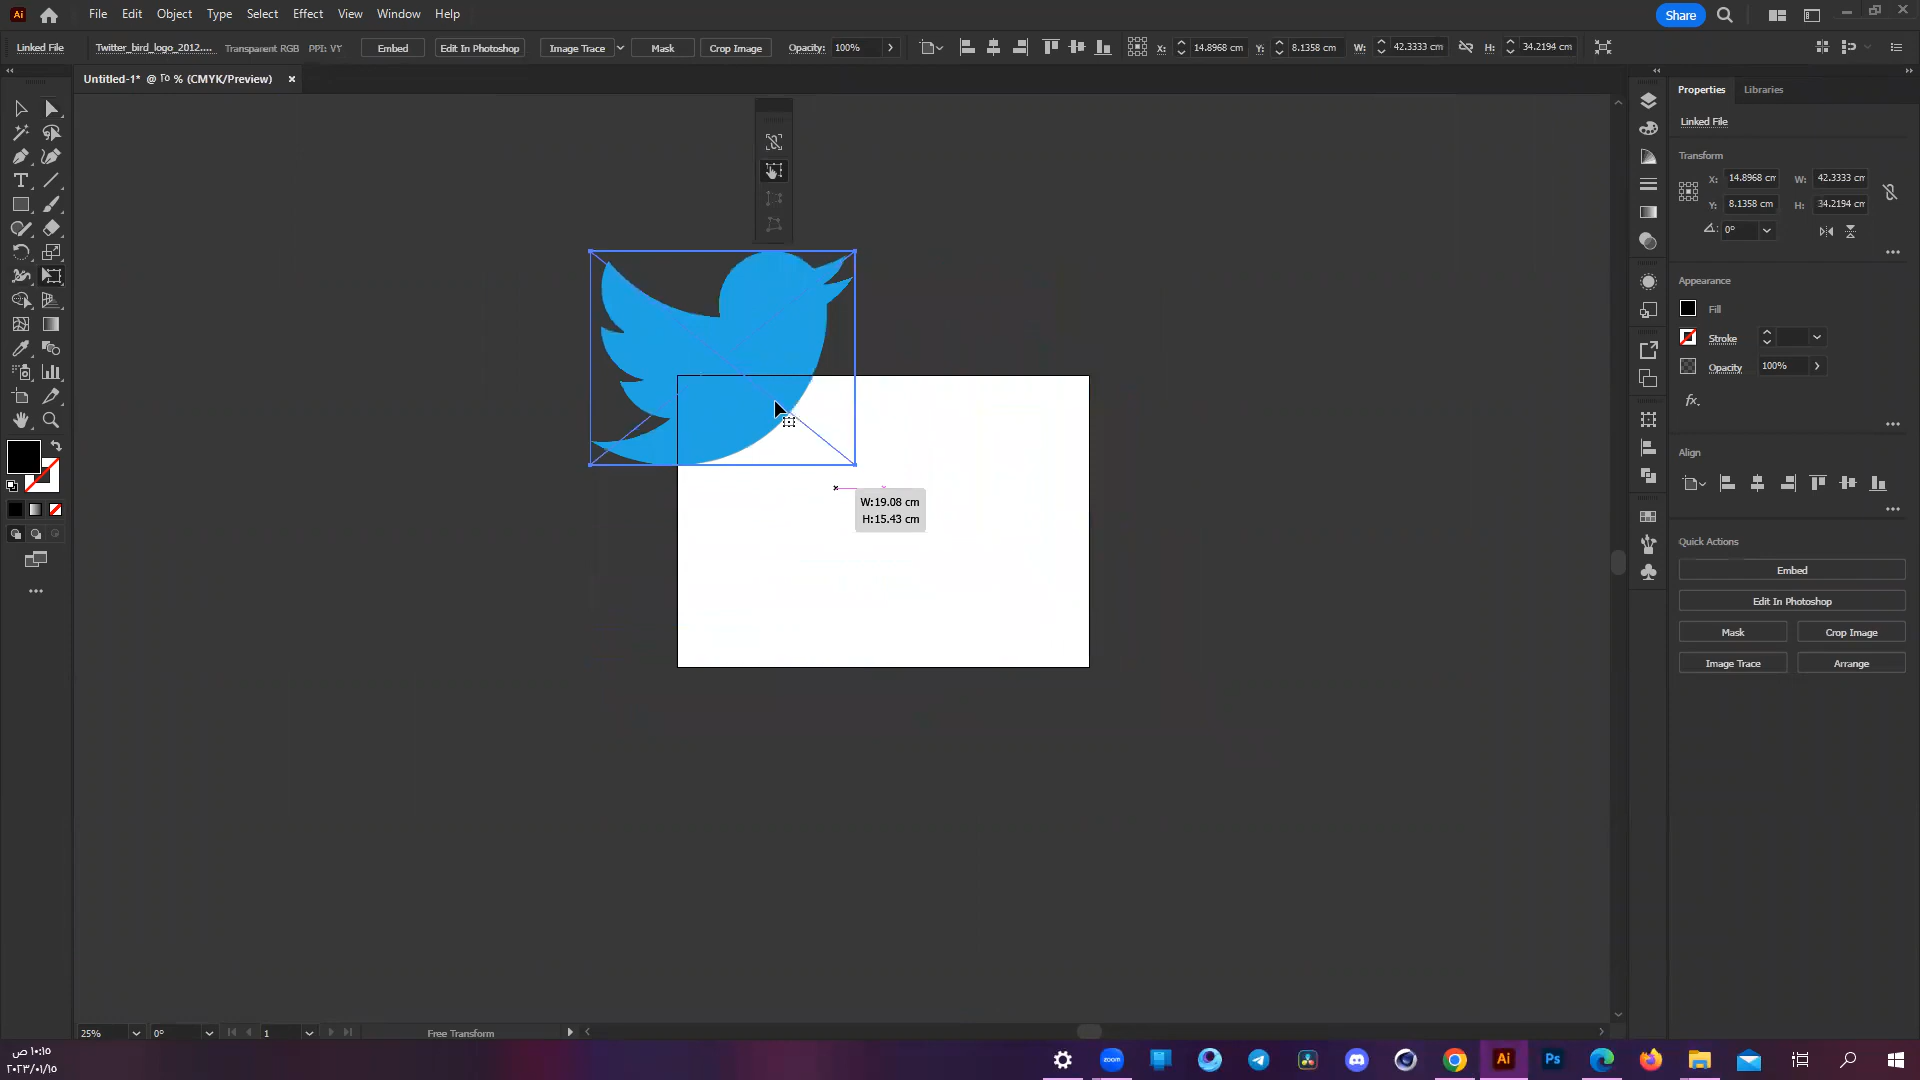 Ai File Edit Object Type Select Effect View Window Help Share
Linked File Twitter_bird_logo_2012.... Transparent RGB PPI: ٧٢ Embed Edit In Photoshop Image Trace Mask Crop Image Opacity: 100% X: 14.8968 cm Y: 8.1358 cm W: 42.3333 cm H: 34.2194 cm
Untitled-1* @ ٢٥ % (CMYK/Preview)
Properties Libraries
Linked File
Transform
X: 14.8968 cm W: 42.3333 cm
Y: 8.1358 cm H: 34.2194 cm
0°
Appearance
Fill
Stroke
Opacity 100%
fx.
Align
W:19.08 cm
H:15.43 cm
Quick Actions
Embed
Edit In Photoshop
Mask Crop Image
Image Trace Arrange
25% 0° 1 Free Transform
١٠:١٥ ص
٢٠٢٣/٠١/١٥
zoom Ai Ps